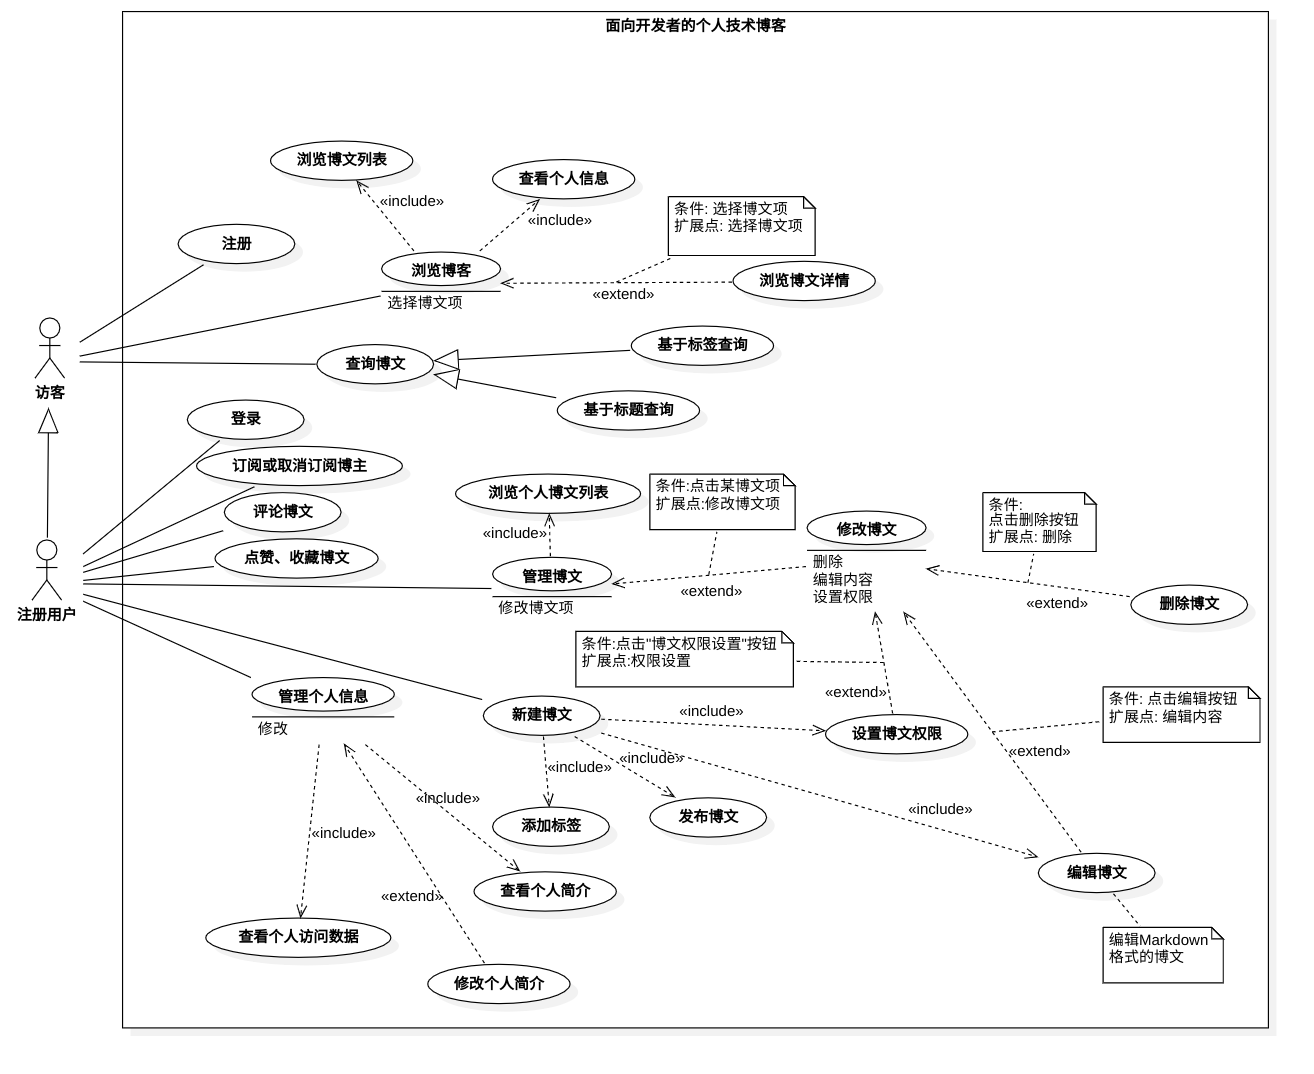 面向开发者的个人技术博客
浏览博文列表
查看个人信息
«include»
«include»
条件: 选择博文项
扩展点: 选择博文项
注册
浏览博客
选择博文项
浏览博文详情
«extend»
访客
查询博文
基于标签查询
基于标题查询
登录
订阅或取消订阅博主
评论博文
点赞、收藏博文
注册用户
浏览个人博文列表
«include»
条件:点击某博文项
扩展点:修改博文项
管理博文
修改博文项
«extend»
修改博文
删除
编辑内容
设置权限
条件:
点击删除按钮
扩展点: 删除
«extend»
删除博文
条件:点击"博文权限设置"按钮
扩展点:权限设置
«extend»
管理个人信息
修改
新建博文
«include»
设置博文权限
条件: 点击编辑按钮
扩展点: 编辑内容
«extend»
«include»
«include»
«include»
«include»
«include»
添加标签
发布博文
编辑博文
查看个人简介
«extend»
查看个人访问数据
修改个人简介
编辑Markdown
格式的博文